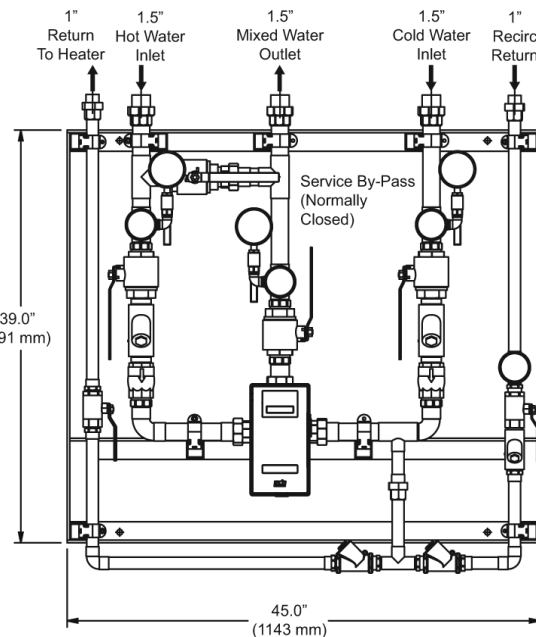 1”
Return
To Heater
1.5”
Hot Water
Inlet
1.5”
Mixed Water
Outlet
1.5”
Cold Water
Inlet
1”
Recirc
Return
Service By-Pass
(Normally
Closed)
39.0”
91 mm)
45.0”
(1143 mm)